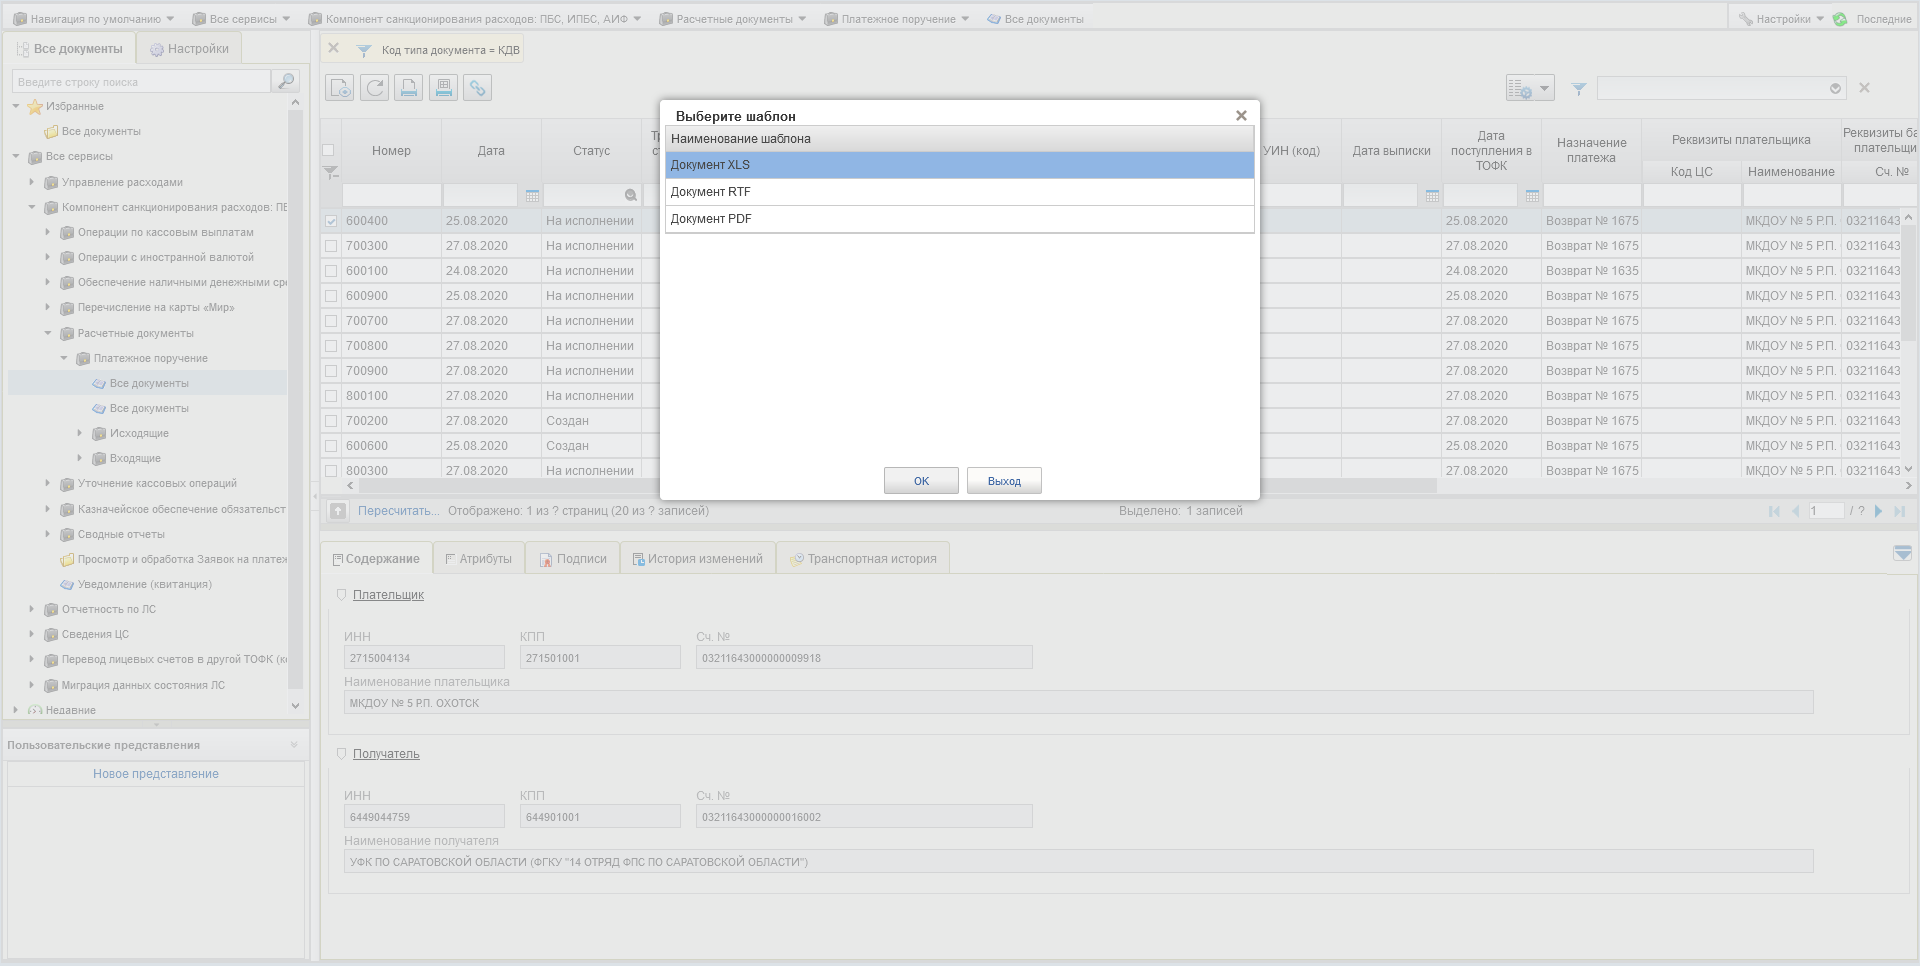 Навигация по умолчанию Все сервисы Компонент санкционирования расходов: ПБС, ИПБС, АИФ Расчетные документы Платежное поручение Все документы Настройки Последние
Все документы Настройки
Введите строку поиска
Избранные
Все документы
Все сервисы
Управление расходами
Компонент санкционирования расходов: ПЕ
Операции по кассовым выплатам
Операции с иностранной валютой
Обеспечение наличными денежными сре
Перечисление на карты «Мир»
Расчетные документы
Платежное поручение
Все документы
Все документы
Исходящие
Входящие
Уточнение кассовых операций
Казначейское обеспечение обязательст
Сводные отчеты
Просмотр и обработка Заявок на платеж
Уведомление (квитанция)
Отчетность по ЛС
Сведения ЦС
Перевод лицевых счетов в другой ТОФК (к
Миграция данных состояния ЛС
Недавние
Пользовательские представления
Новое представление
Код типа документа = КДВ
Номер Дата Статус УИН (код) Дата выписки Дата поступления в ТОФК Назначение платежа Реквизиты плательщика Реквизиты ба плательщи
Код ЦС Наименование Сч. №
600400 25.08.2020 На исполнении 25.08.2020 Возврат № 1675 МКДОУ № 5 Р.П. 03211643
700300 27.08.2020 На исполнении 27.08.2020 Возврат № 1675 МКДОУ № 5 Р.П. 03211643
600100 24.08.2020 На исполнении 24.08.2020 Возврат № 1635 МКДОУ № 5 Р.П. 03211643
600900 25.08.2020 На исполнении 25.08.2020 Возврат № 1675 МКДОУ № 5 Р.П. 03211643
700700 27.08.2020 На исполнении 27.08.2020 Возврат № 1675 МКДОУ № 5 Р.П. 03211643
700800 27.08.2020 На исполнении 27.08.2020 Возврат № 1675 МКДОУ № 5 Р.П. 03211643
700900 27.08.2020 На исполнении 27.08.2020 Возврат № 1675 МКДОУ № 5 Р.П. 03211643
800100 27.08.2020 На исполнении 27.08.2020 Возврат № 1675 МКДОУ № 5 Р.П. 03211643
700200 27.08.2020 Создан 27.08.2020 Возврат № 1675 МКДОУ № 5 Р.П. 03211643
600600 25.08.2020 Создан 25.08.2020 Возврат № 1675 МКДОУ № 5 Р.П. 03211643
800300 27.08.2020 На исполнении 27.08.2020 Возврат № 1675 МКДОУ № 5 Р.П. 03211643
Выберите шаблон
Наименование шаблона
Документ XLS
Документ RTF
Документ PDF
OK Выход
Пересчитать... Отображено: 1 из ? страниц (20 из ? записей) Выделено: 1 записей 1 / ?
Содержание Атрибуты Подписи История изменений Транспортная история
Плательщик
ИНН КПП Сч. №
2715004134 271501001 03211643000000009918
Наименование плательщика
МКДОУ № 5 Р.П. ОХОТСК
Получатель
ИНН КПП Сч. №
6449044759 644901001 03211643000000016002
Наименование получателя
УФК ПО САРАТОВСКОЙ ОБЛАСТИ (ФГКУ "14 ОТРЯД ФПС ПО САРАТОВСКОЙ ОБЛАСТИ")